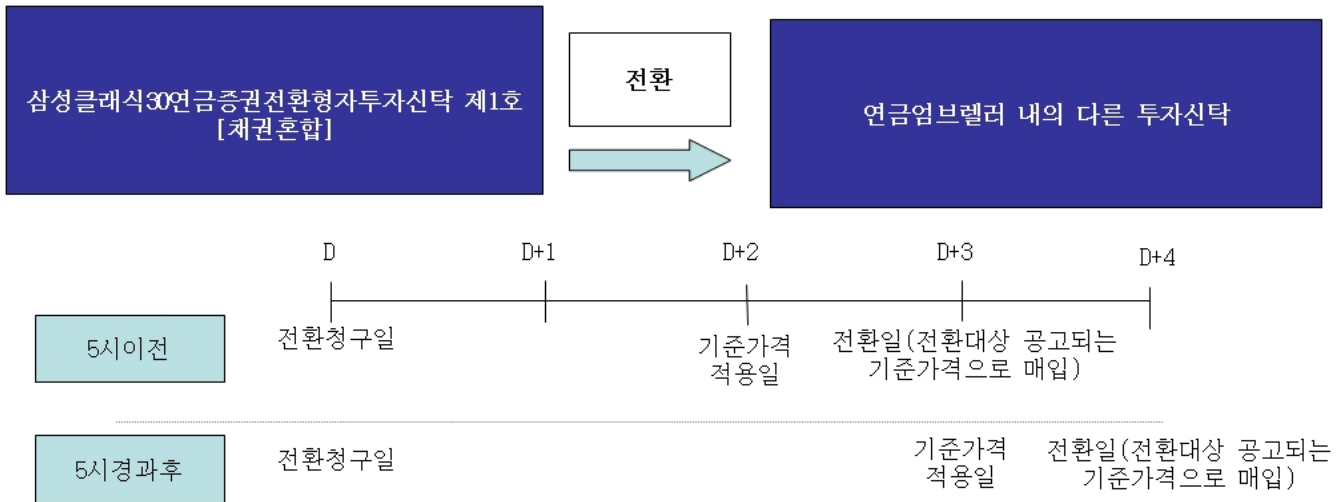 삼성클래식30연금증권전환형자투자신탁 제1호
[채권혼합]
전환
연금엄브렐러 내의 다른 투자신탁
D
D+1
D+2
D+3
D+4
5시이전
전환청구일
기준가격
적용일
전환일(전환대상 공고되는
기준가격으로 매입)
5시경과후
전환청구일
기준가격
적용일
전환일(전환대상 공고되는
기준가격으로 매입)